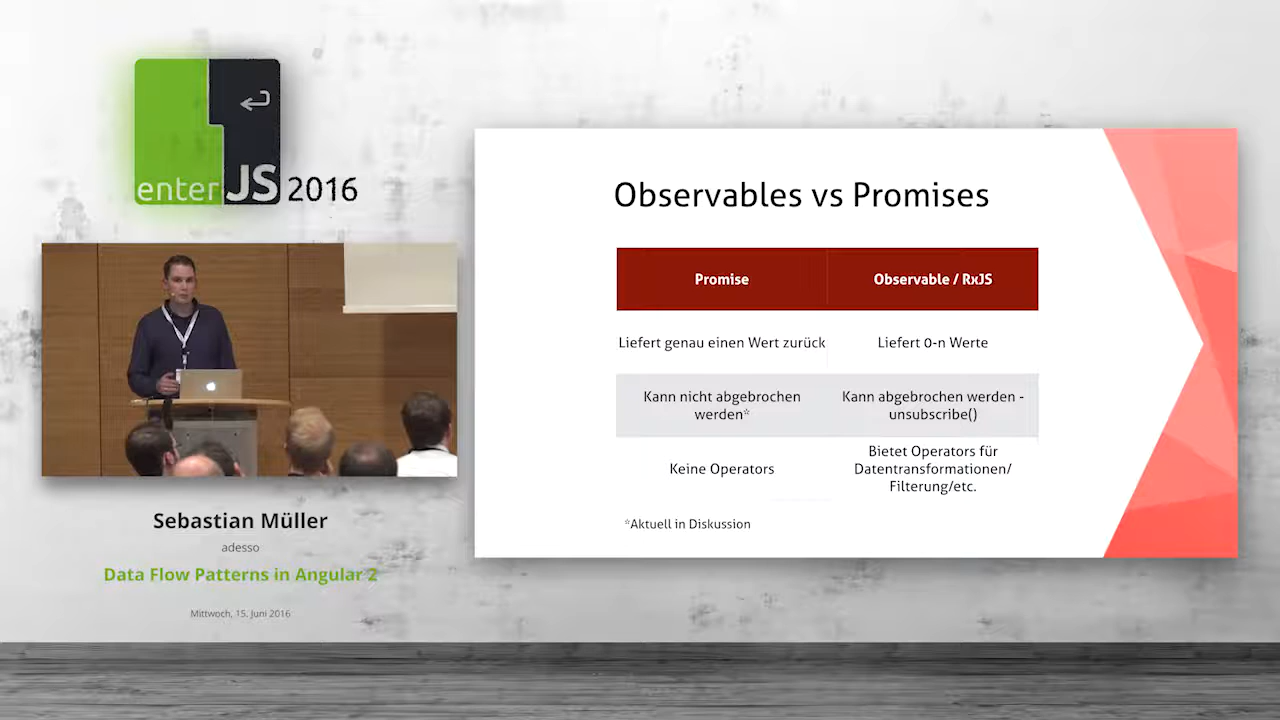 enterJS 2016
Sebastian Müller
adesso
Data Flow Patterns in Angular 2
Mittwoch, 15. Juni 2016
Observables vs Promises
Promise
Observable / RxJS
Liefert genau einen Wert zurück
Liefert 0-n Werte
Kann nicht abgebrochen
werden*
Kann abgebrochen werden -
unsubscribe()
Keine Operators
Bietet Operators für
Datentransformationen/
Filterung/etc.
*Aktuell in Diskussion